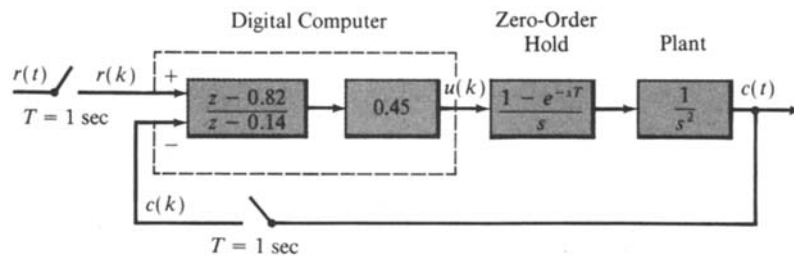 Digital Computer
Zero-Order
Hold
Plant
r(t)
r(k)
+
z − 0.82
z − 0.14
0.45
u(k)
1 − e^{−sT}
s
1
s²
c(t)
T = 1 sec
−
c(k)
T = 1 sec